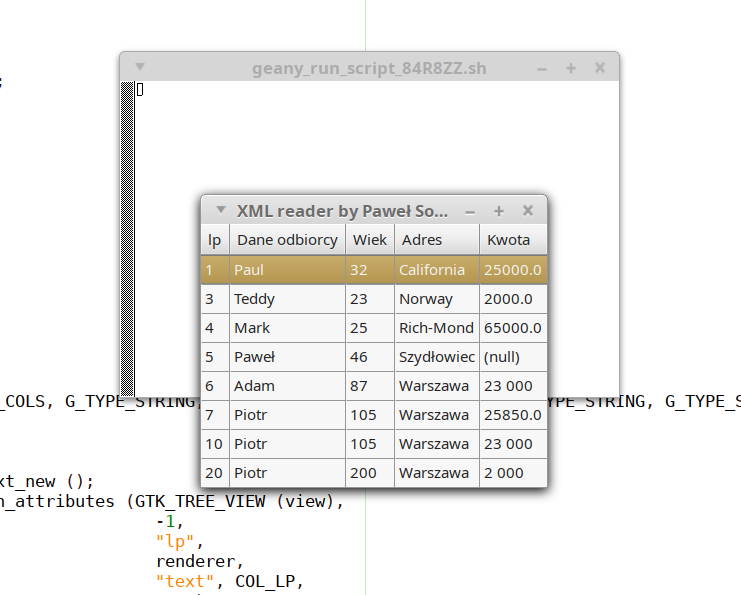 ;
geany_run_script_84R8ZZ.sh
XML reader by Paweł So...
lp Dane odbiorcy Wiek Adres Kwota
1 Paul 32 California 25000.0
3 Teddy 23 Norway 2000.0
4 Mark 25 Rich-Mond 65000.0
5 Paweł 46 Szydłowiec (null)
6 Adam 87 Warszawa 23 000
7 Piotr 105 Warszawa 25850.0
10 Piotr 105 Warszawa 23 000
20 Piotr 200 Warszawa 2 000
_COLS, G_TYPE_STRING, YPE_STRING, G_TYPE_S
xt_new ();
n_attributes (GTK_TREE_VIEW (view),
-1,
"lp",
renderer,
"text", COL_LP,